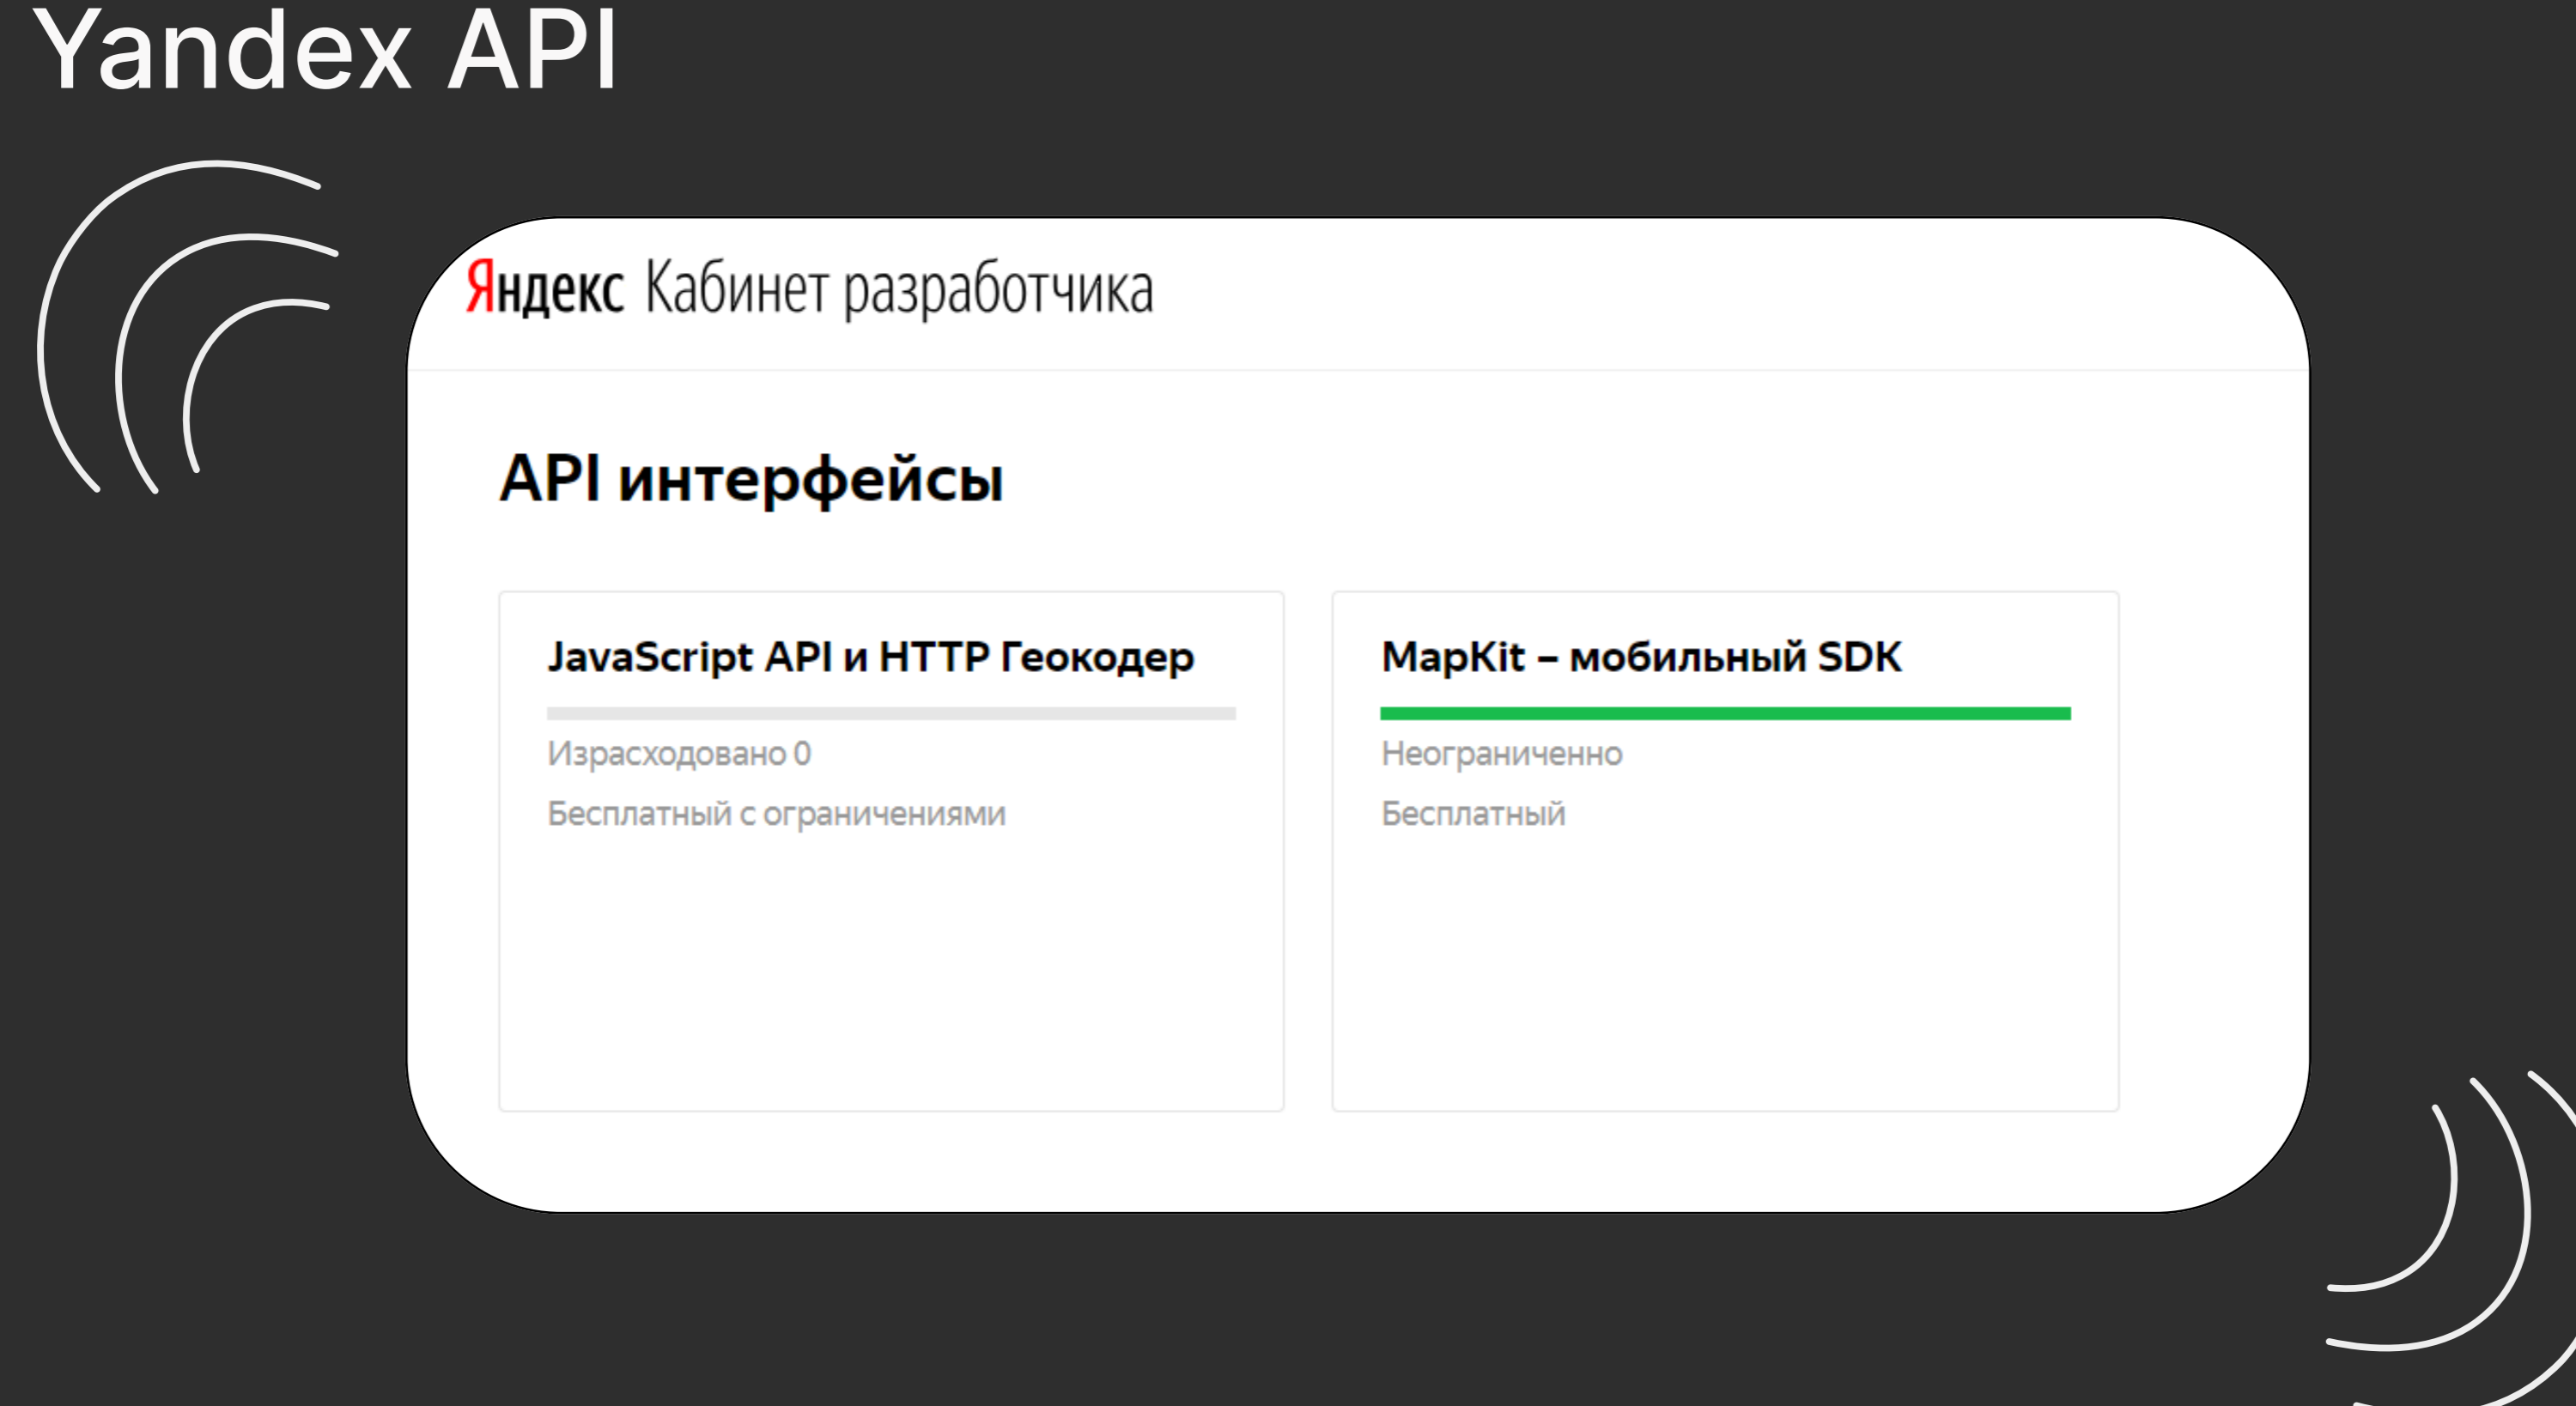 Yandex API
Яндекс Кабинет разработчика
API интерфейсы
JavaScript API и HTTP Геокодер
Израсходовано 0
Бесплатный с ограничениями
MapKit – мобильный SDK
Неограниченно
Бесплатный